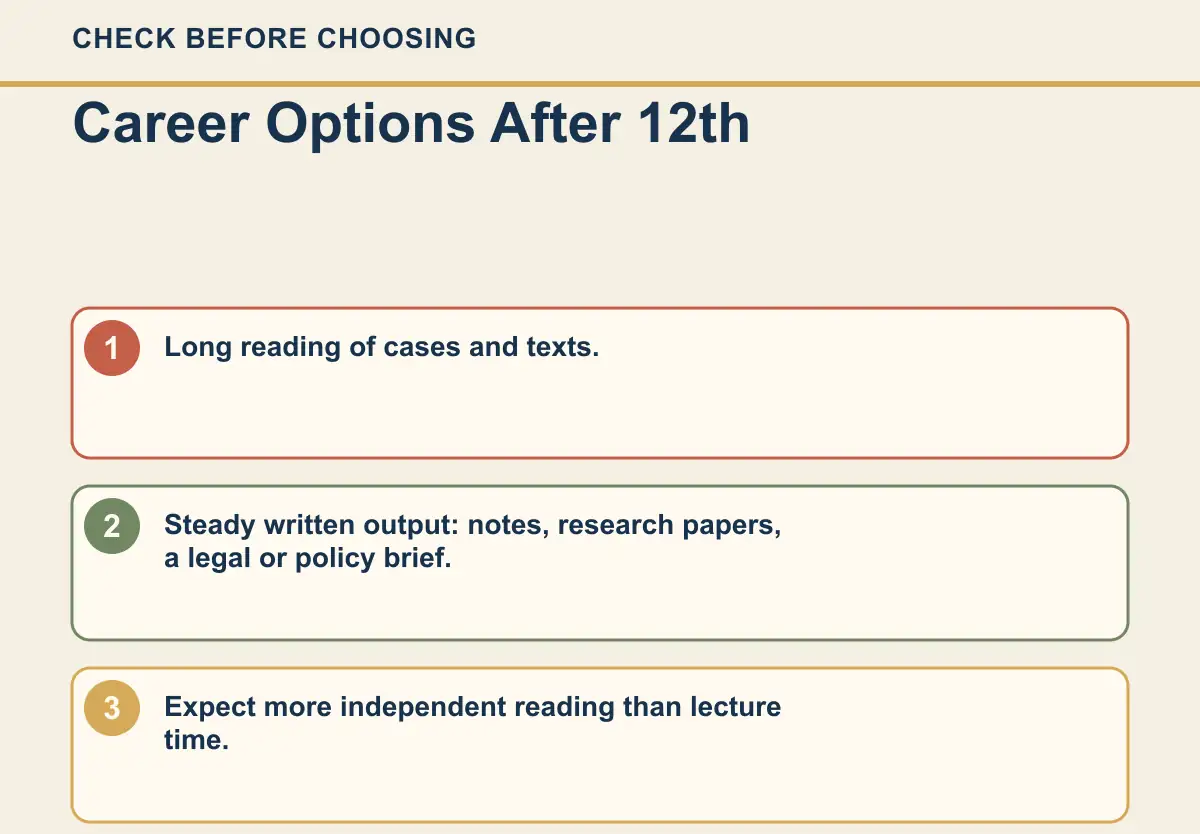 CHECK BEFORE CHOOSING
Career Options After 12th
1
Long reading of cases and texts.
2
Steady written output: notes, research papers,
a legal or policy brief.
3
Expect more independent reading than lecture
time.